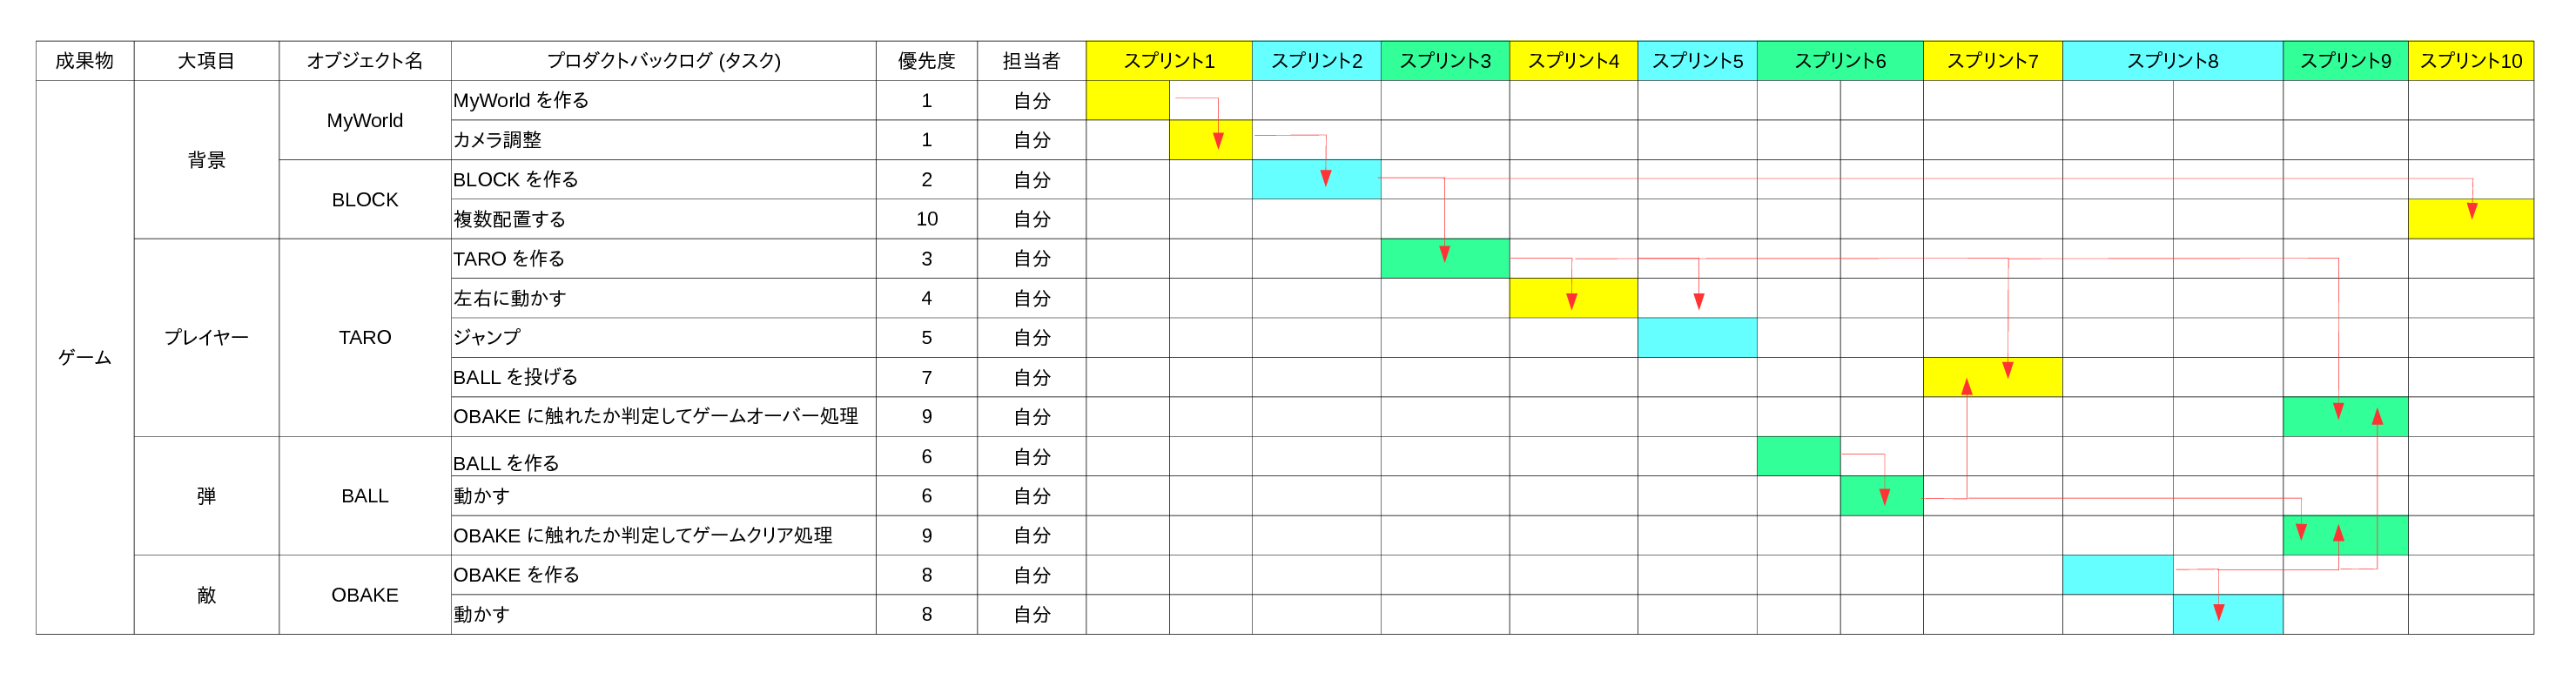 成果物 大項目 オブジェクト名 プロダクトバックログ (タスク) 優先度 担当者 スプリント1 スプリント2 スプリント3 スプリント4 スプリント5 スプリント6 スプリント7 スプリント8 スプリント9 スプリント10
ゲーム
背景
MyWorld
MyWorld を作る 1 自分
カメラ調整 1 自分
BLOCK
BLOCK を作る 2 自分
複数配置する 10 自分
プレイヤー
TARO
TARO を作る 3 自分
左右に動かす 4 自分
ジャンプ 5 自分
BALL を投げる 7 自分
OBAKE に触れたか判定してゲームオーバー処理 9 自分
弾
BALL
BALL を作る 6 自分
動かす 6 自分
OBAKE に触れたか判定してゲームクリア処理 9 自分
敵
OBAKE
OBAKE を作る 8 自分
動かす 8 自分